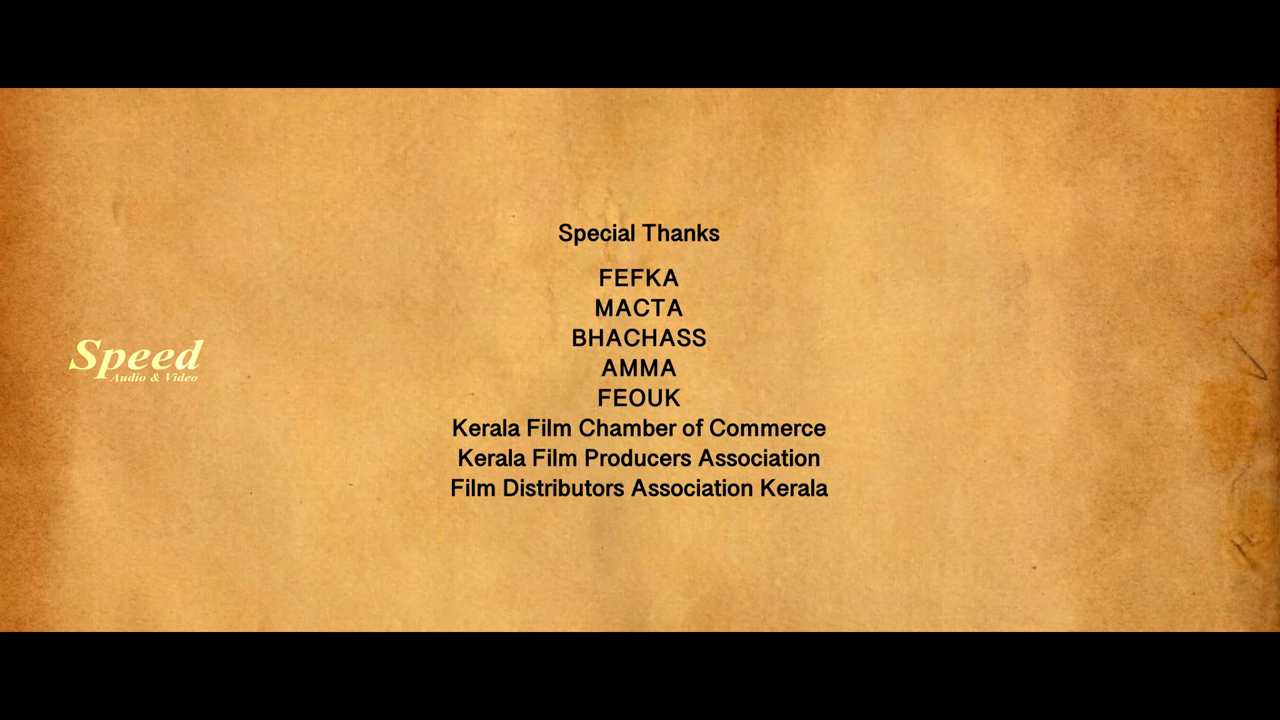 Special Thanks
FEFKA
MACTA
BHACHASS
AMMA
FEOUK
Kerala Film Chamber of Commerce
Kerala Film Producers Association
Film Distributors Association Kerala
Speed
Audio & Video